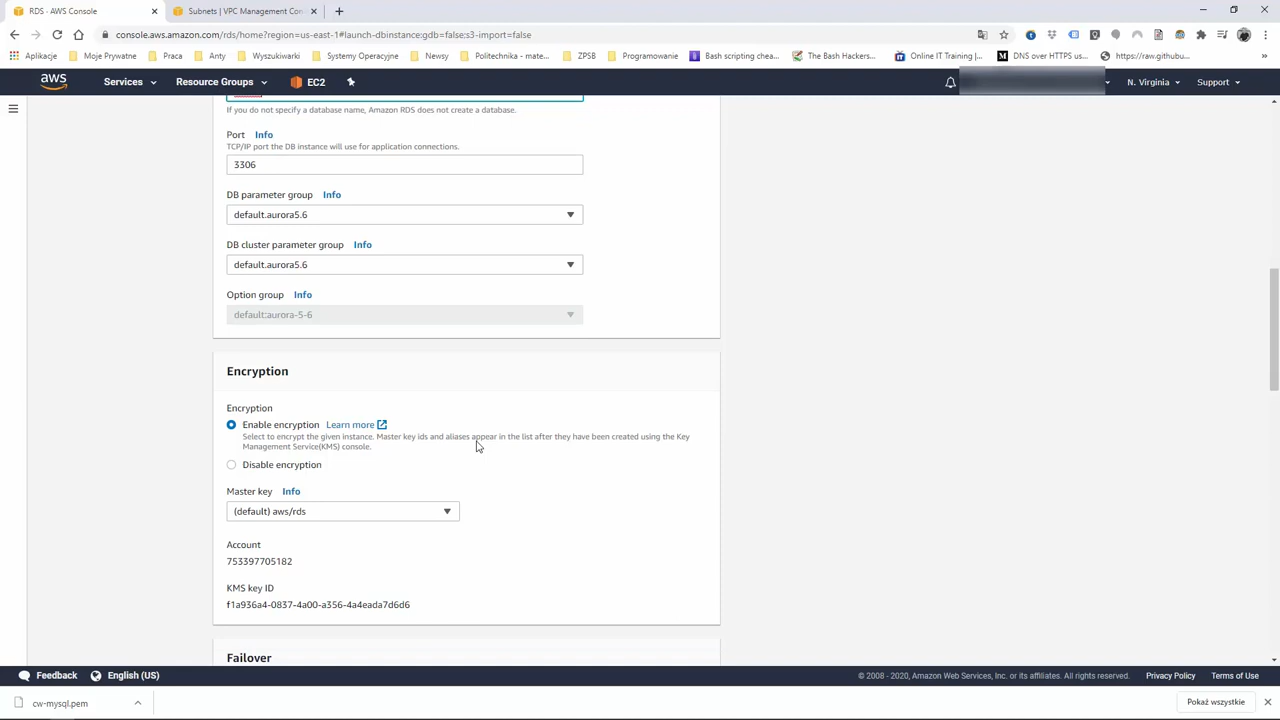 RDS - AWS Console
Subnets | VPC Management Con
console.aws.amazon.com/rds/home?region=us-east-1#launch-dbinstance:gdb=false;s3-import=false
Aplikacje
Moje Prywatne
Praca
Anty
Wyszukiwarki
Systemy Operacyjne
Newsy
Politechnika - mate...
ZPSB
Programowanie
Bash scripting chea...
The Bash Hackers...
Online IT Training |...
DNS over HTTPS us...
https://raw.githubu...
aws
Services
Resource Groups
EC2
N. Virginia
Support
If you do not specify a database name, Amazon RDS does not create a database.
Port Info
TCP/IP port the DB instance will use for application connections.
3306
DB parameter group Info
default.aurora5.6
DB cluster parameter group Info
default.aurora5.6
Option group Info
default:aurora-5-6
Encryption
Encryption
Enable encryption Learn more
Select to encrypt the given instance. Master key ids and aliases appear in the list after they have been created using the Key
Management Service(KMS) console.
Disable encryption
Master key Info
(default) aws/rds
Account
753397705182
KMS key ID
f1a936a4-0837-4a00-a356-4a4eada7d6d6
Failover
Feedback
English (US)
© 2008 - 2020, Amazon Web Services, Inc. or its affiliates. All rights reserved.
Privacy Policy
Terms of Use
cw-mysql.pem
Pokaż wszystkie